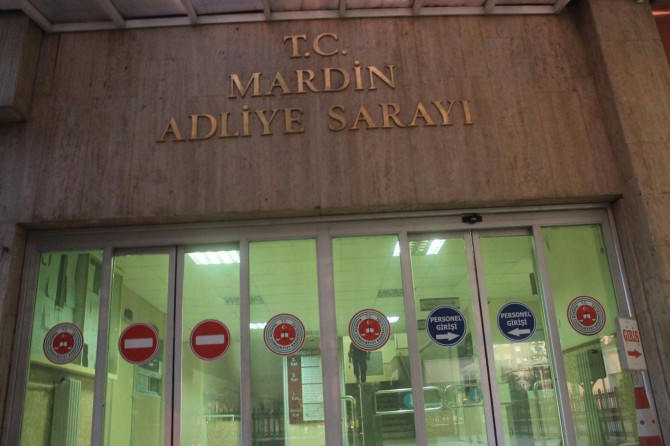 T.C.
MARDİN
ADLİYE SARAYI
PERSONEL
GİRİŞİ
PERSONEL
GİRİŞİ
GİRİŞ